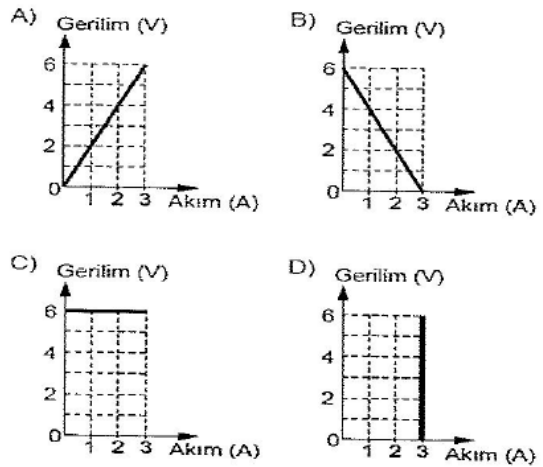 A) Gerilim (V)
6
4
2
0
1 2 3 Akım (A)
B) Gerilim (V)
6
4
2
0
1 2 3 Akım (A)
C) Gerilim (V)
6
4
2
0
1 2 3 Akım (A)
D) Gerilim (V)
6
4
2
0
1 2 3 Akım (A)